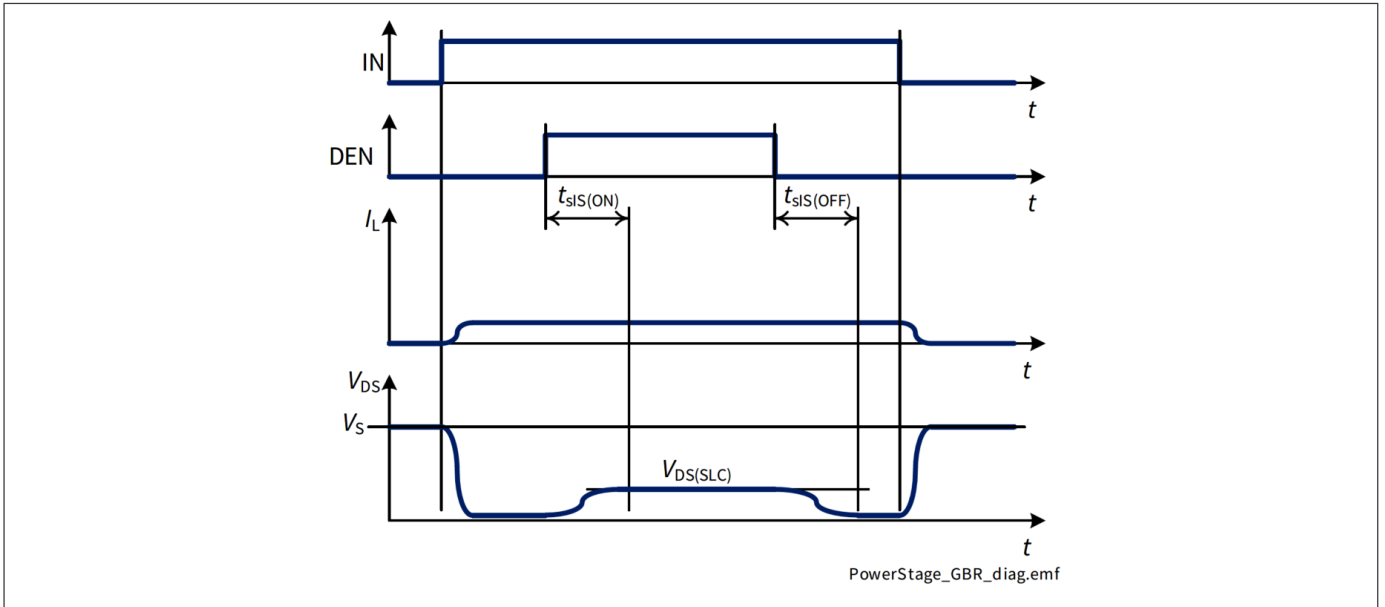 IN
t
DEN
t
tsIS(ON)
tsIS(OFF)
IL
t
VDS
VS
VDS(SLC)
t
PowerStage_GBR_diag.emf